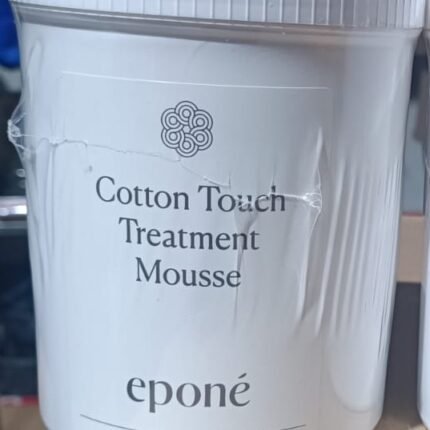 Cotton Touch
Treatment
Mousse
eponé